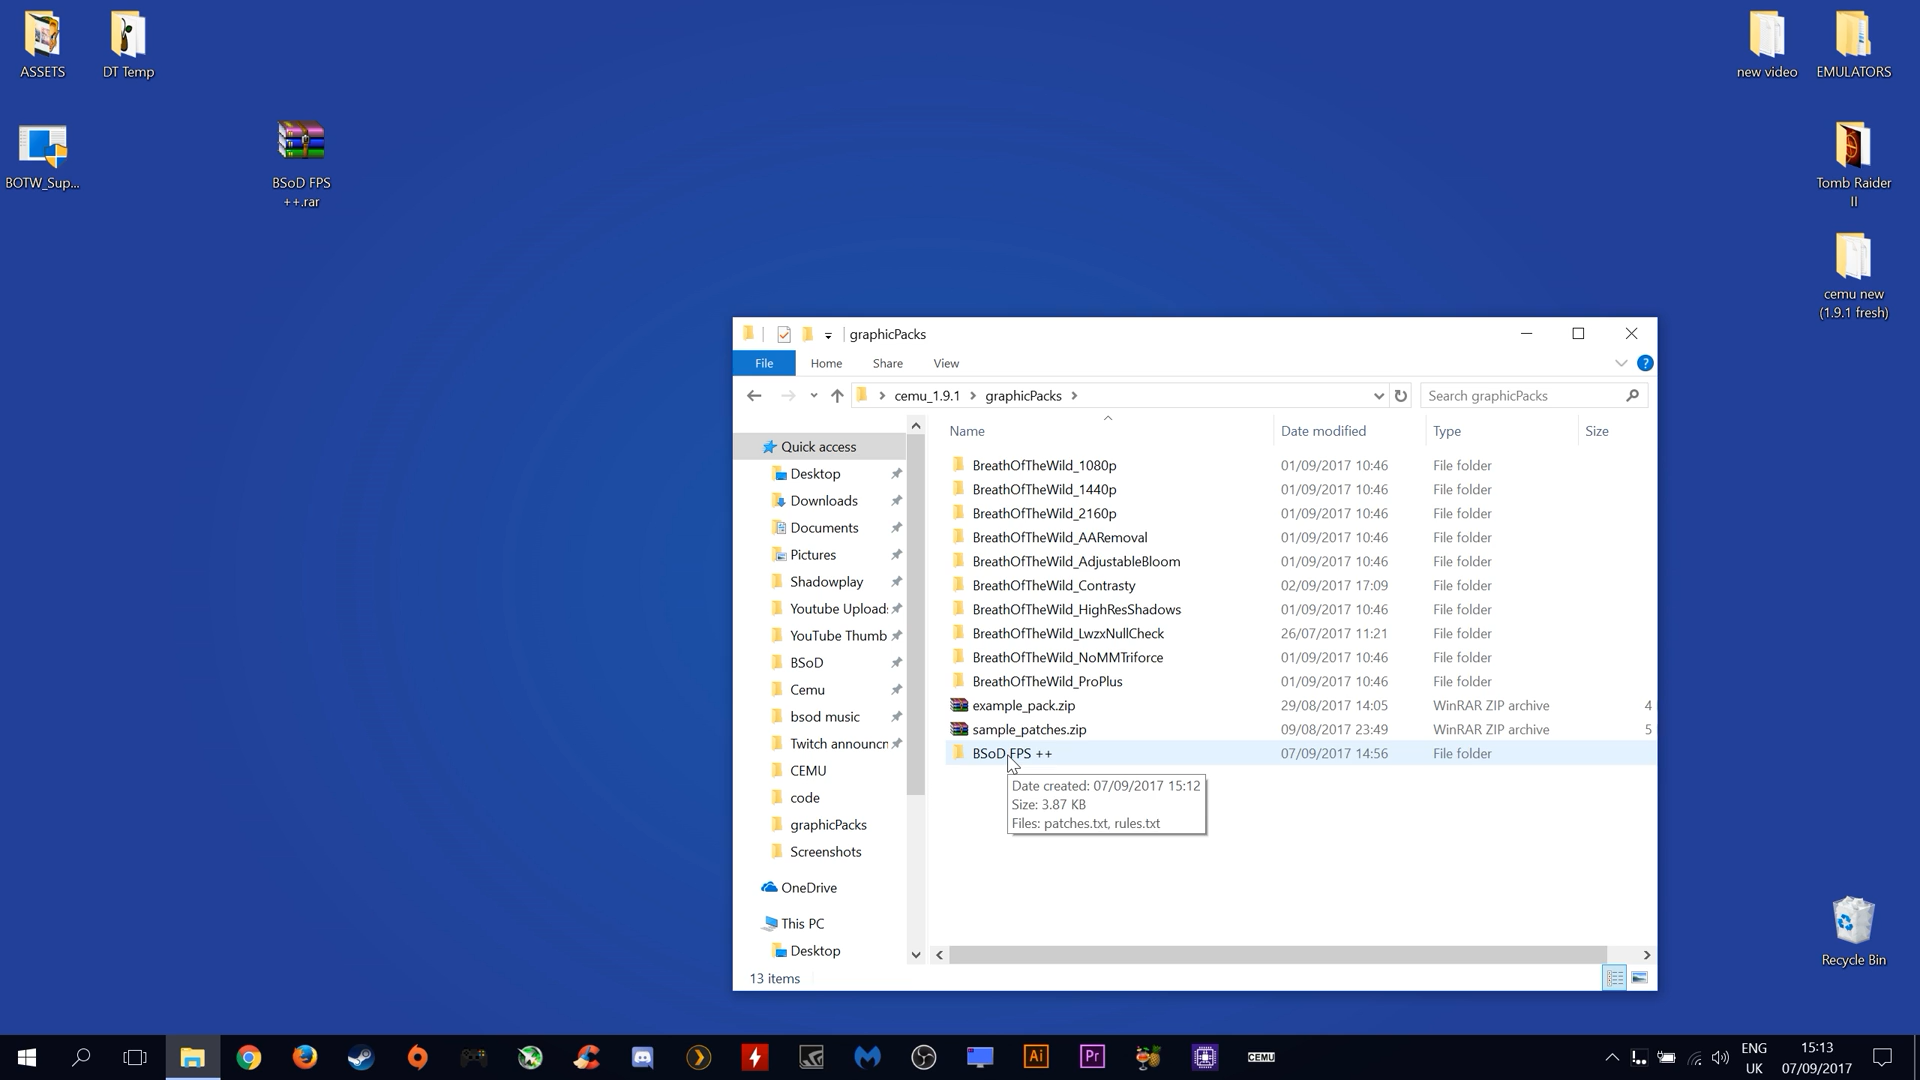 ASSETS
DT Temp
new video
EMULATORS
BOTW_Sup...
BSoD FPS
++.rar
Tomb Raider
II
cemu new
(1.9.1 fresh)
graphicPacks
File
Home
Share
View
?
cemu_1.9.1
graphicPacks
Search graphicPacks
Name
Date modified
Type
Size
Quick access
Desktop
Downloads
Documents
Pictures
Shadowplay
Youtube Upload
YouTube Thumb
BSoD
Cemu
bsod music
Twitch announcn
CEMU
code
graphicPacks
Screenshots
OneDrive
This PC
Desktop
BreathOfTheWild_1080p 01/09/2017 10:46 File folder
BreathOfTheWild_1440p 01/09/2017 10:46 File folder
BreathOfTheWild_2160p 01/09/2017 10:46 File folder
BreathOfTheWild_AARemoval 01/09/2017 10:46 File folder
BreathOfTheWild_AdjustableBloom 01/09/2017 10:46 File folder
BreathOfTheWild_Contrasty 02/09/2017 17:09 File folder
BreathOfTheWild_HighResShadows 01/09/2017 10:46 File folder
BreathOfTheWild_LwzxNullCheck 26/07/2017 11:21 File folder
BreathOfTheWild_NoMMTriforce 01/09/2017 10:46 File folder
BreathOfTheWild_ProPlus 01/09/2017 10:46 File folder
example_pack.zip 29/08/2017 14:05 WinRAR ZIP archive 4
sample_patches.zip 09/08/2017 23:49 WinRAR ZIP archive 5
BSoD FPS ++ 07/09/2017 14:56 File folder
Date created: 07/09/2017 15:12
Size: 3.87 KB
Files: patches.txt, rules.txt
13 items
Recycle Bin
Ai
Pr
CEMU
ENG
UK
15:13
07/09/2017